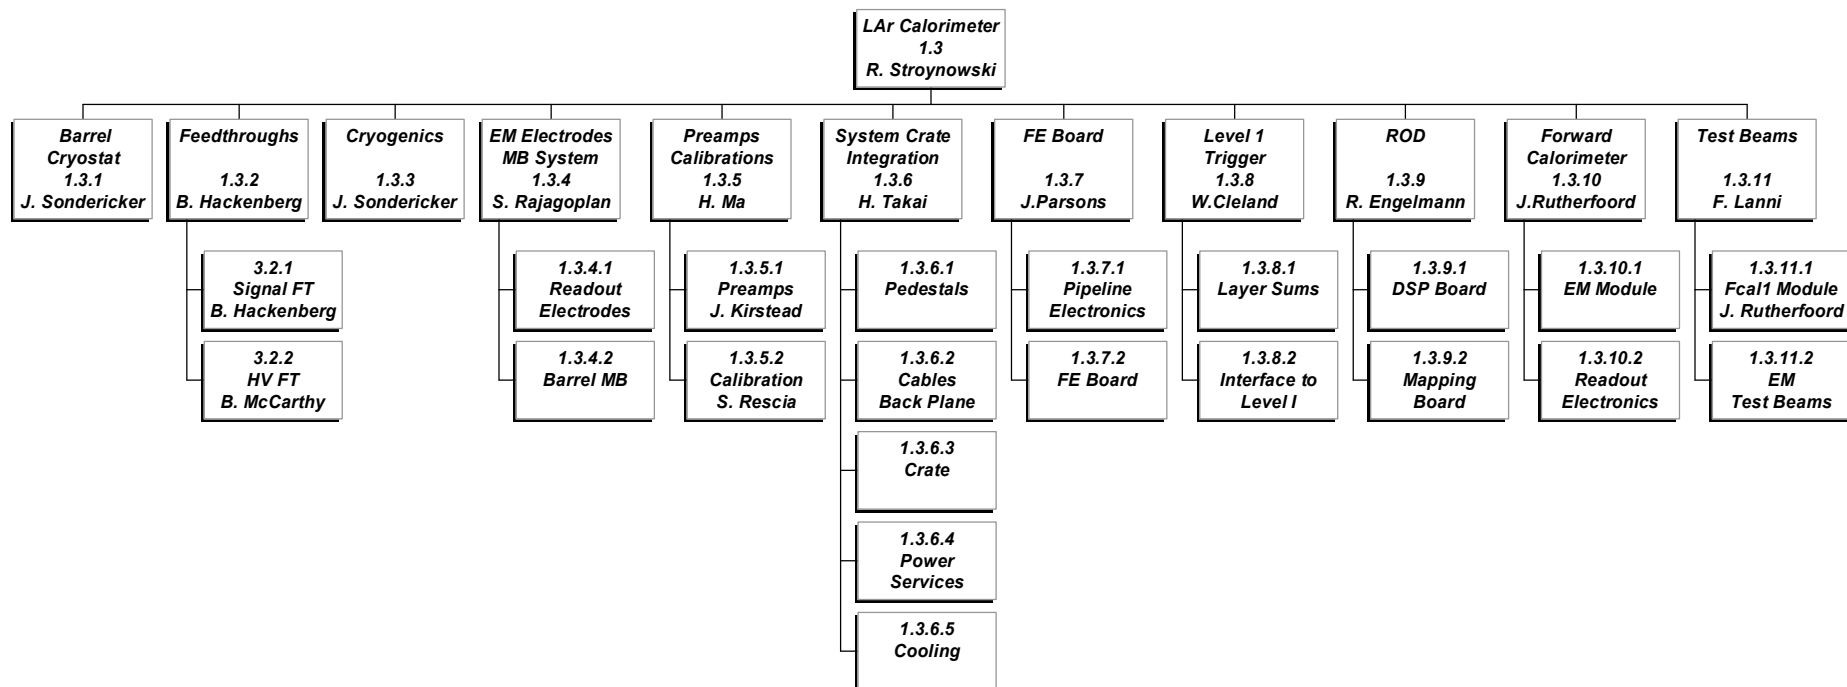 LAr Calorimeter
1.3
R. Stroynowski
Barrel
Cryostat
1.3.1
J. Sondericker
Feedthroughs
1.3.2
B. Hackenberg
Cryogenics
1.3.3
J. Sondericker
EM Electrodes
MB System
1.3.4
S. Rajagoplan
Preamps
Calibrations
1.3.5
H. Ma
System Crate
Integration
1.3.6
H. Takai
FE Board
1.3.7
J.Parsons
Level 1
Trigger
1.3.8
W.Cleland
ROD
1.3.9
R. Engelmann
Forward
Calorimeter
1.3.10
J.Rutherfoord
Test Beams
1.3.11
F. Lanni
3.2.1
Signal FT
B. Hackenberg
3.2.2
HV FT
B. McCarthy
1.3.4.1
Readout
Electrodes
1.3.4.2
Barrel MB
1.3.5.1
Preamps
J. Kirstead
1.3.5.2
Calibration
S. Rescia
1.3.6.1
Pedestals
1.3.6.2
Cables
Back Plane
1.3.6.3
Crate
1.3.6.4
Power
Services
1.3.6.5
Cooling
1.3.7.1
Pipeline
Electronics
1.3.7.2
FE Board
1.3.8.1
Layer Sums
1.3.8.2
Interface to
Level I
1.3.9.1
DSP Board
1.3.9.2
Mapping
Board
1.3.10.1
EM Module
1.3.10.2
Readout
Electronics
1.3.11.1
Fcal1 Module
J. Rutherfoord
1.3.11.2
EM
Test Beams